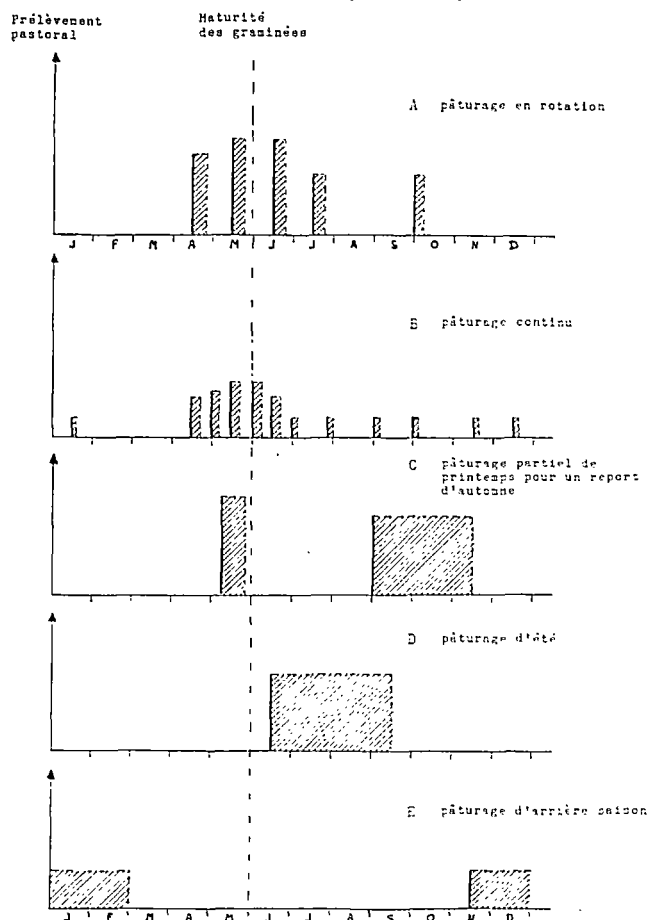 Prélèvement
pastoral
Maturité
des graminées
A pâturage en rotation
J F M A M J J A S O N D
B pâturage continu
C pâturage partiel de
printemps pour un report
d'automne
D pâturage d'été
E pâturage d'arrière saison
J F M A M J J A S O N D